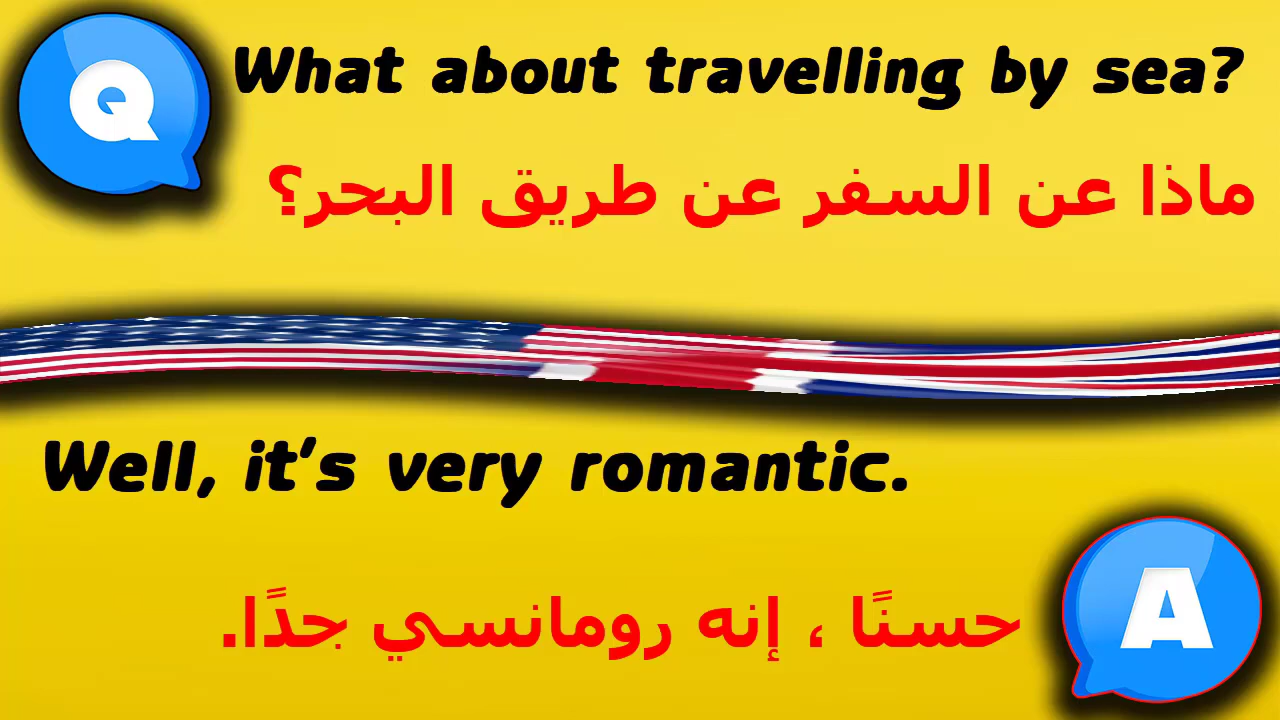 Q
What about travelling by sea?
ماذا عن السفر عن طريق البحر؟
Well, it's very romantic.
حسنًا ، إنه رومانسي جدًا.
A